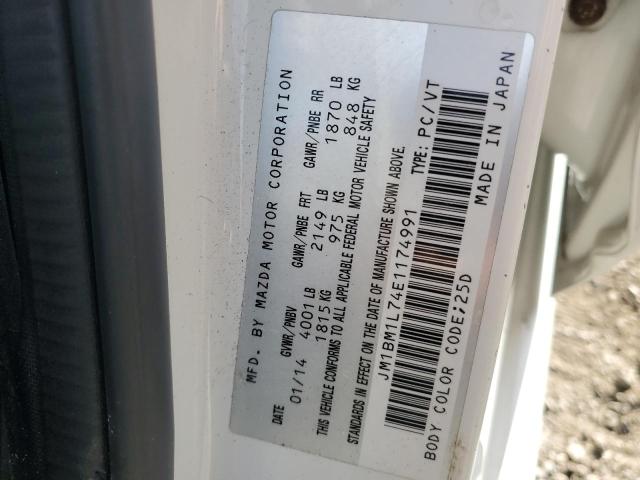 MFD. BY MAZDA MOTOR CORPORATION
DATE GVWR/PNBV GAWR/PNBE FRT GAWR/PNBE RR
01/14 4001 LB 2149 LB 1870 LB
1815 KG 975 KG 848 KG
THIS VEHICLE CONFORMS TO ALL APPLICABLE FEDERAL MOTOR VEHICLE SAFETY
STANDARDS IN EFFECT ON THE DATE OF MANUFACTURE SHOWN ABOVE.
JM1BM1L74E1174991 TYPE: PC/VT
BODY COLOR CODE;25D MADE IN JAPAN